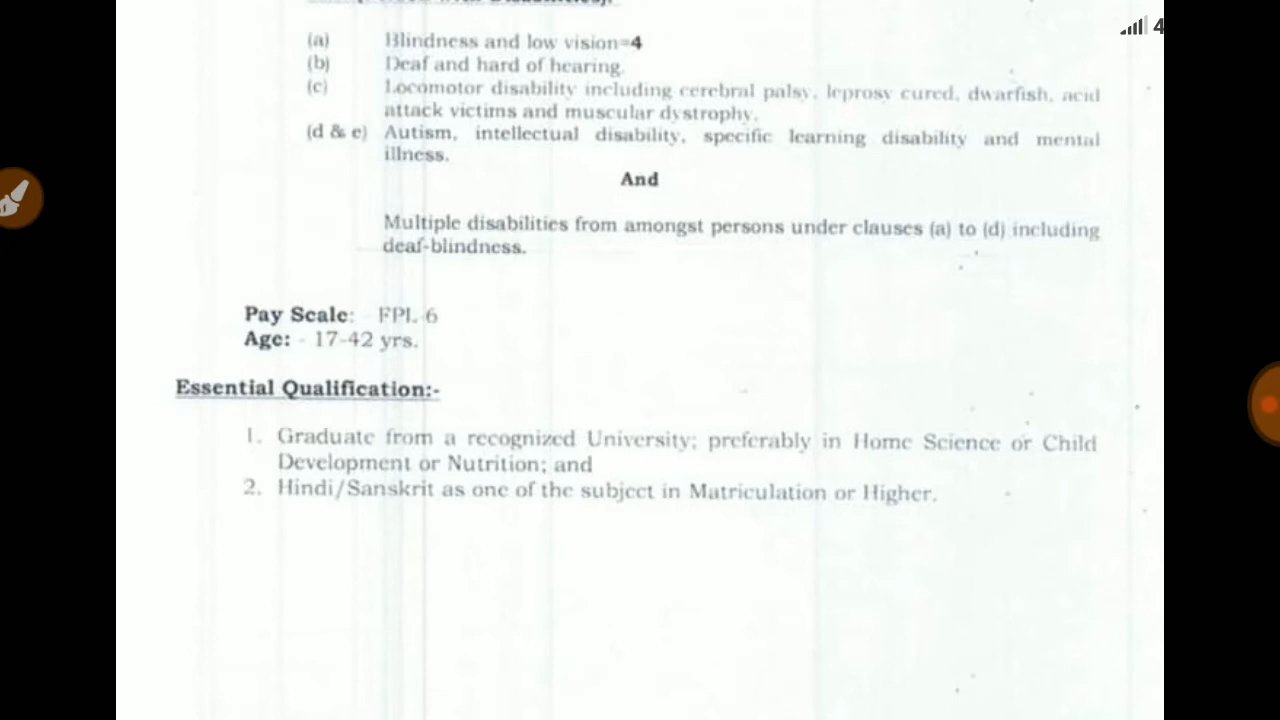 (a) Blindness and low vision=4
(b) Deaf and hard of hearing.
(c) Locomotor disability including cerebral palsy, leprosy cured, dwarfish, acid
attack victims and muscular dystrophy.
(d & e) Autism, intellectual disability, specific learning disability and mental
illness.
And
Multiple disabilities from amongst persons under clauses (a) to (d) including
deaf-blindness.
Pay Scale: FPL 6
Age: - 17-42 yrs.
Essential Qualification:-
1. Graduate from a recognized University; preferably in Home Science or Child
Development or Nutrition; and
2. Hindi/Sanskrit as one of the subject in Matriculation or Higher.
4